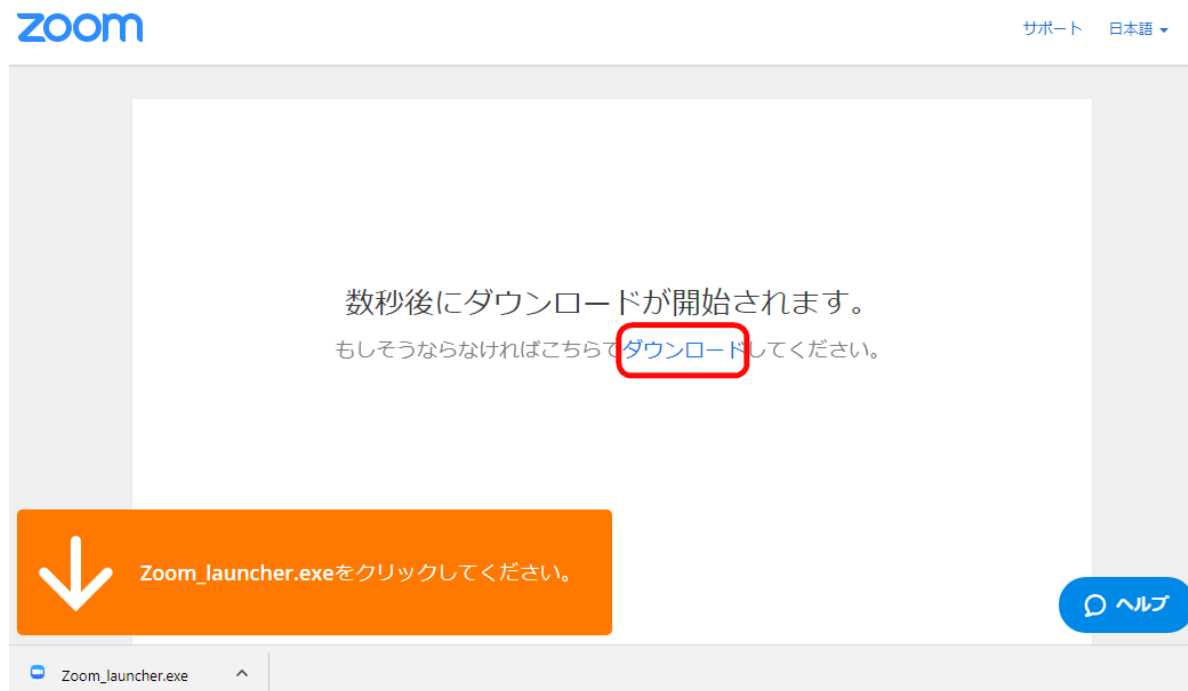 zoom
サポート 日本語
数秒後にダウンロードが開始されます。
もしそうならなければこちらでダウンロードしてください。
Zoom_launcher.exeをクリックしてください。
ヘルプ
Zoom_launcher.exe